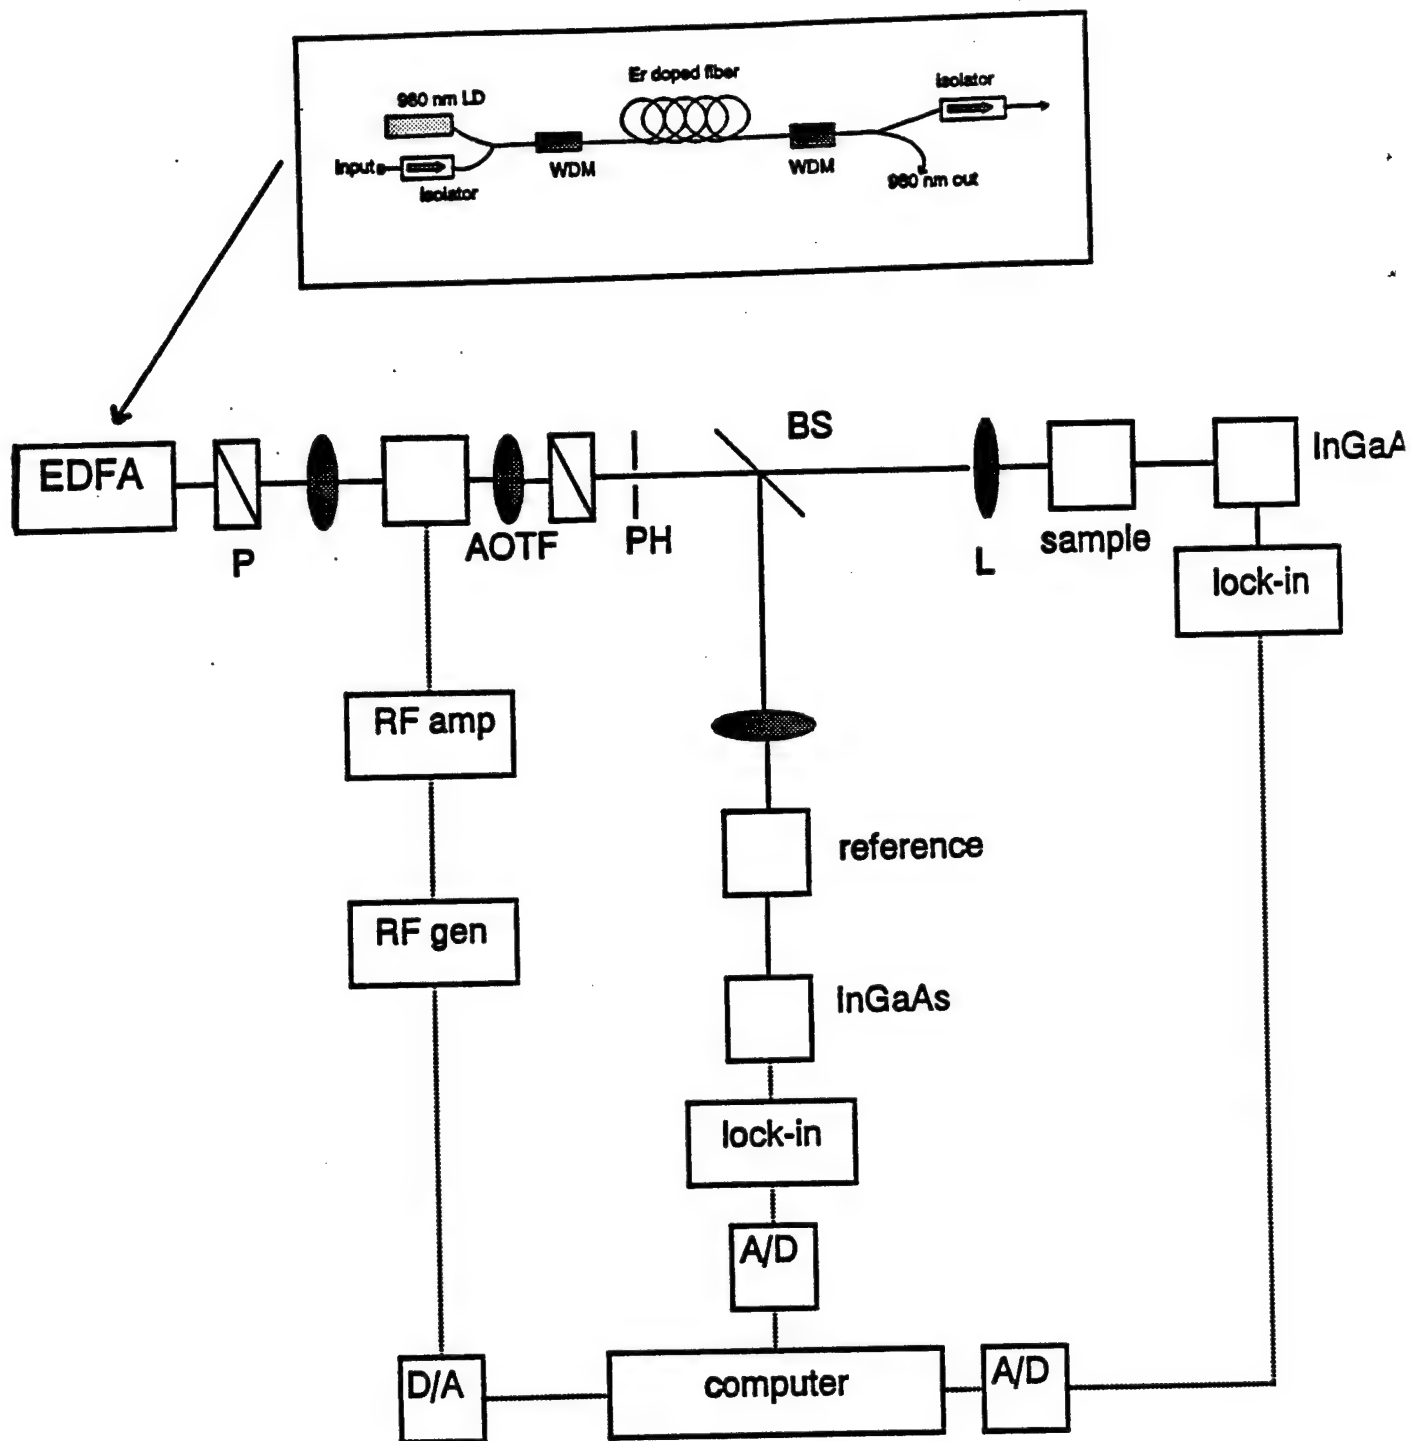 Er doped fiber
isolator
980 nm LD
Input
isolator
WDM
WDM
980 nm out
EDFA
P
AOTF
PH
BS
L
sample
InGaA
lock-in
RF amp
reference
RF gen
InGaAs
lock-in
A/D
D/A
computer
A/D